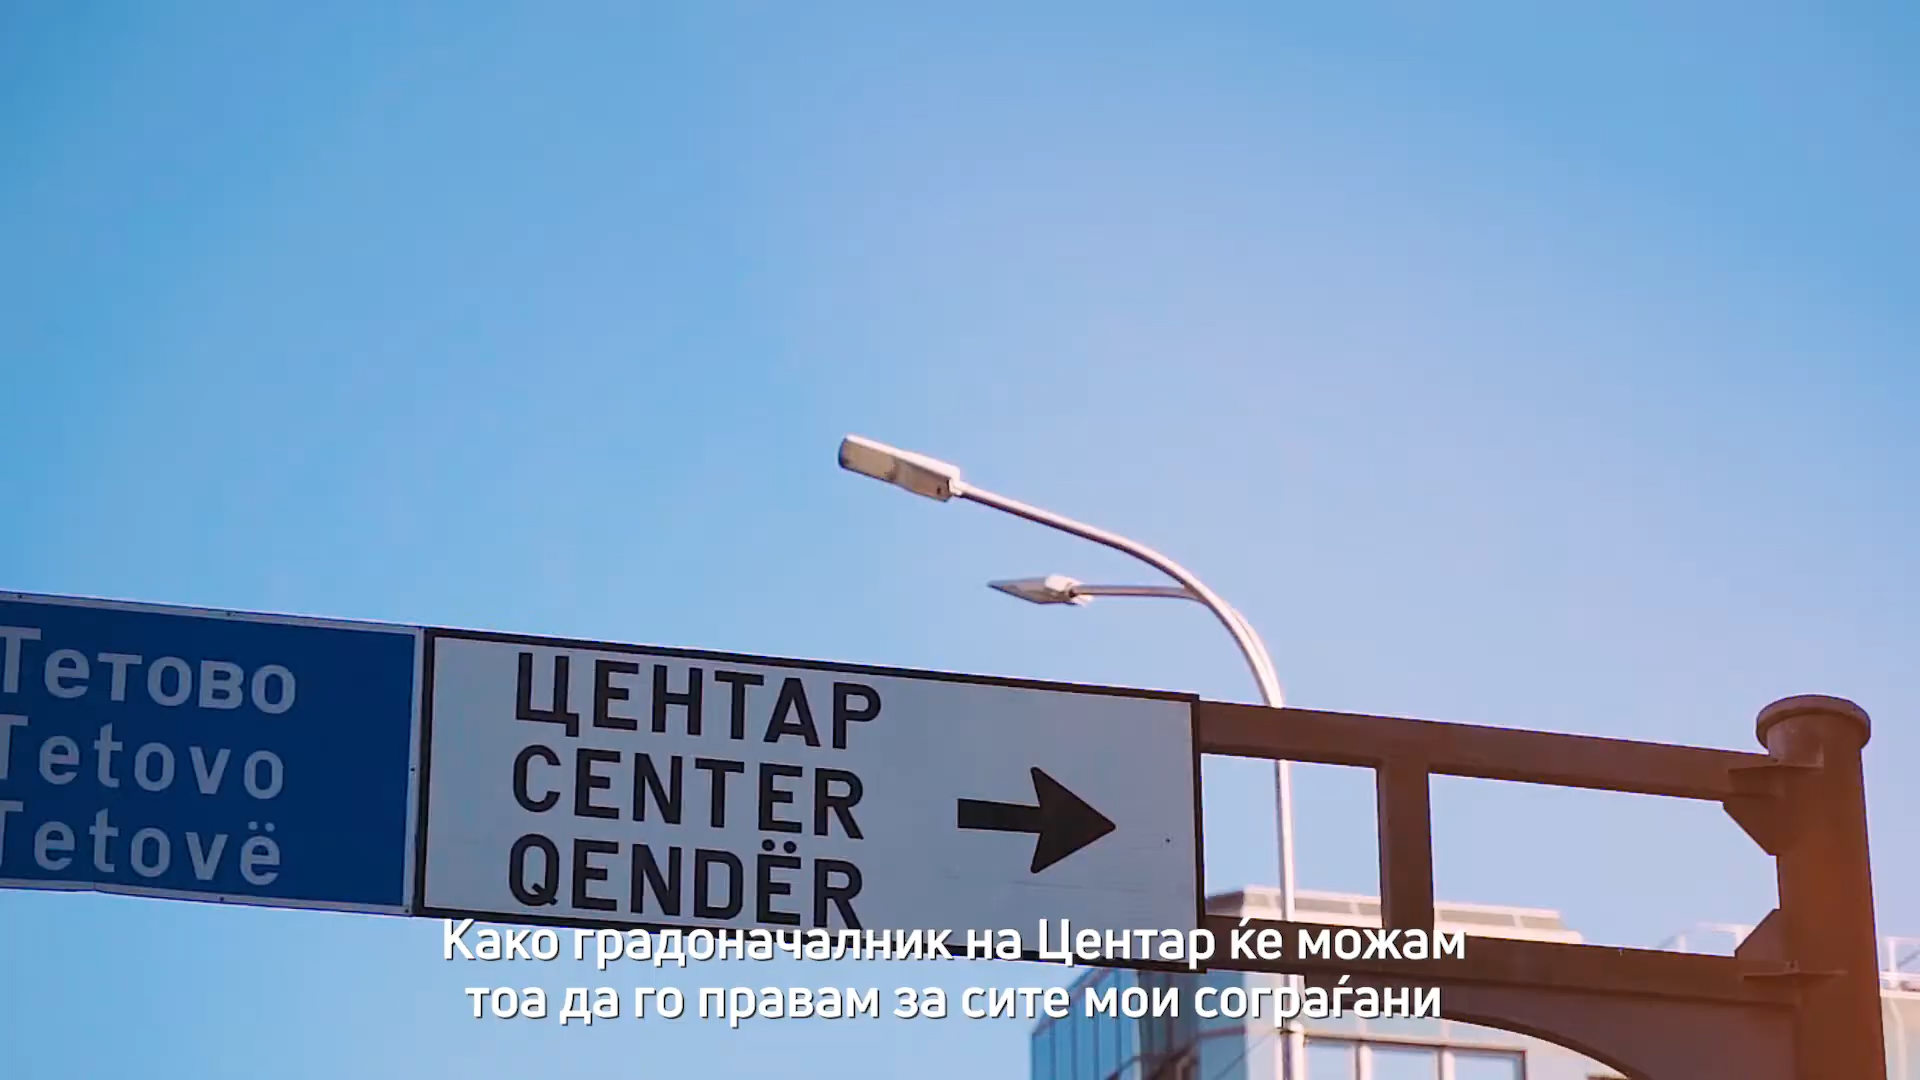 Тетово
Tetovo
Tetovë
ЦЕНТАР
CENTER
QENDËR
Како градоначалник на Центар ќе можам
тоа да го правам за сите мои сограѓани